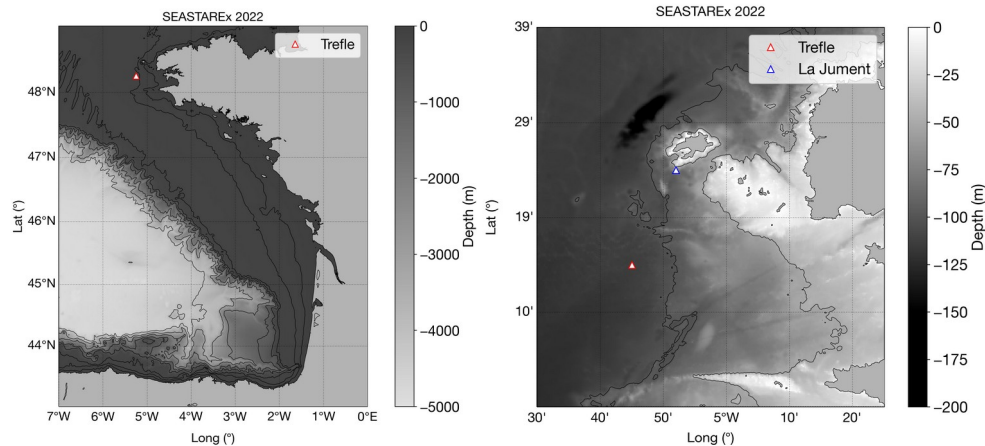 SEASTAREx 2022
Trefle
48°N
47°N
46°N
45°N
44°N
Lat (°)
7°W 6°W 5°W 4°W 3°W 2°W 1°W 0°E
Long (°)
0
−1000
−2000
−3000
−4000
−5000
Depth (m)
SEASTAREx 2022
Trefle
La Jument
39'
29'
19'
10'
Lat (°)
30' 40' 50' 5°W 10' 20'
Long (°)
0
−25
−50
−75
−100
−125
−150
−175
−200
Depth (m)